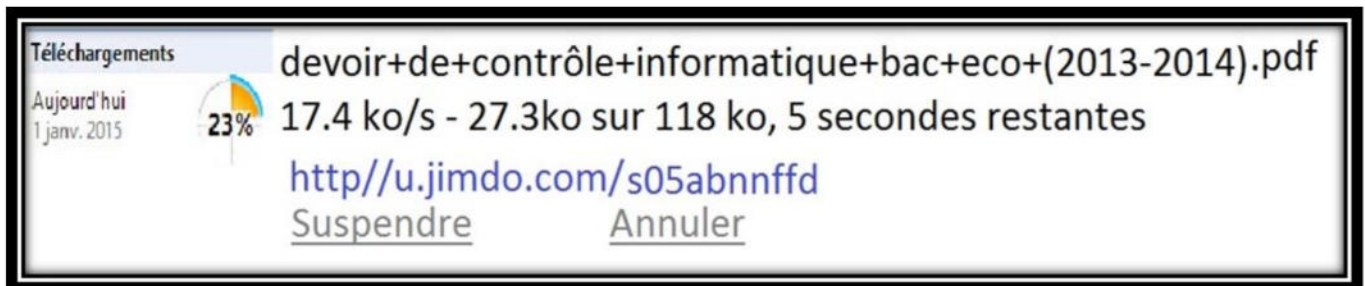 Téléchargements
Aujourd'hui
1 janv. 2015
23%
devoir+de+contrôle+informatique+bac+eco+(2013-2014).pdf
17.4 ko/s - 27.3ko sur 118 ko, 5 secondes restantes
http//u.jimdo.com/s05abnnffd
Suspendre Annuler